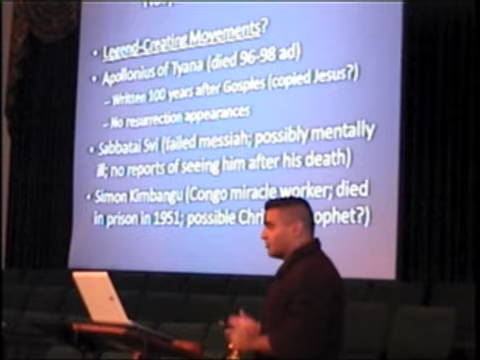 • Legend-Creating Movements?
• Apollonius of Tyana (died 96-98 ad)
– Written 100 years after Gosples (copied Jesus?)
– No resurrection appearances
• Sabbatai Svi (failed messiah; possibly mentally
ill; no reports of seeing him after his death)
• Simon Kimbangu (Congo miracle worker; died
in prison in 1951; possible